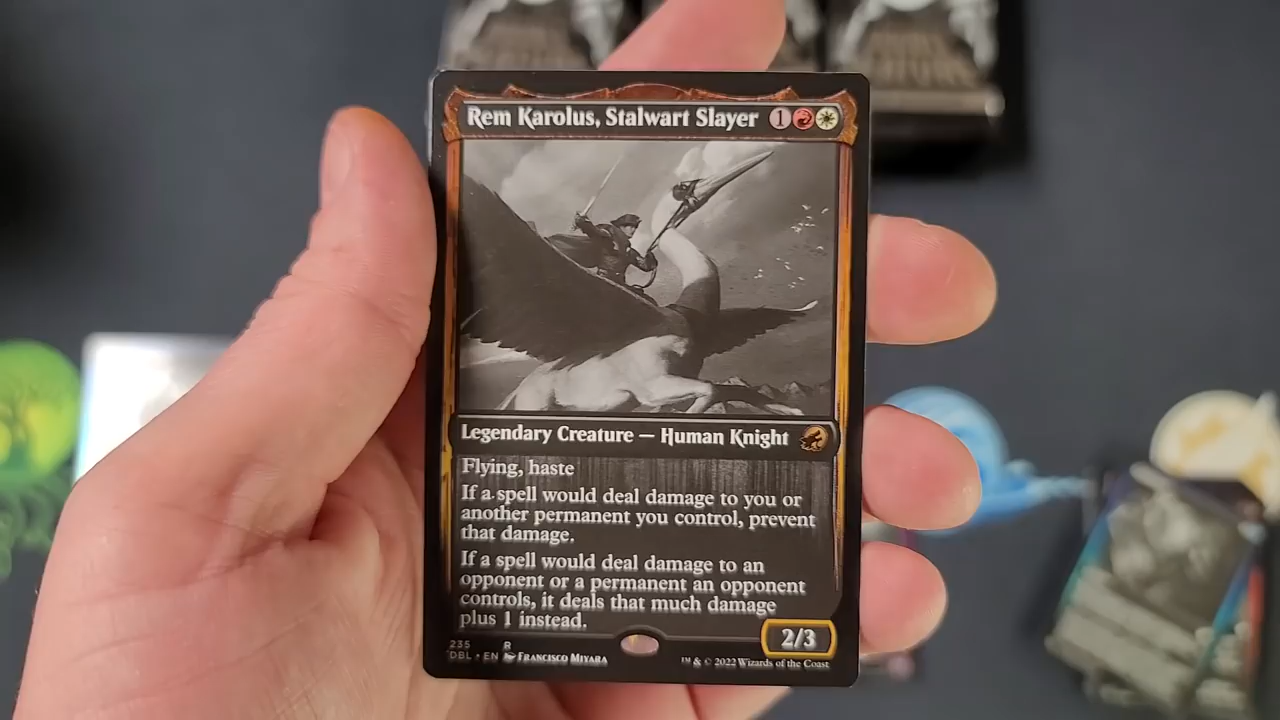 Rem Karolus, Stalwart Slayer 1
Legendary Creature — Human Knight
Flying, haste
If a spell would deal damage to you or
another permanent you control, prevent
that damage.
If a spell would deal damage to an
opponent or a permanent an opponent
controls, it deals that much damage
plus 1 instead.
2/3
235 R
DBL • EN Francisco Miyara
™ & © 2022 Wizards of the Coast